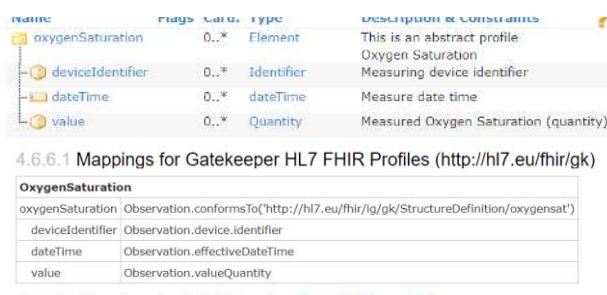 Name Flags Card. Type Description & Constraints
oxygenSaturation 0..* Element This is an abstract profile
Oxygen Saturation
deviceIdentifier 0..* Identifier Measuring device identifier
dateTime 0..* dateTime Measure date time
value 0..* Quantity Measured Oxygen Saturation (quantity)
4.6.6.1 Mappings for Gatekeeper HL7 FHIR Profiles (http://hl7.eu/fhir/gk)
OxygenSaturation
oxygenSaturation Observation.conformsTo('http://hl7.eu/fhir/ig/gk/StructureDefinition/oxygensat')
deviceIdentifier Observation.device.identifier
dateTime Observation.effectiveDateTime
value Observation.valueQuantity